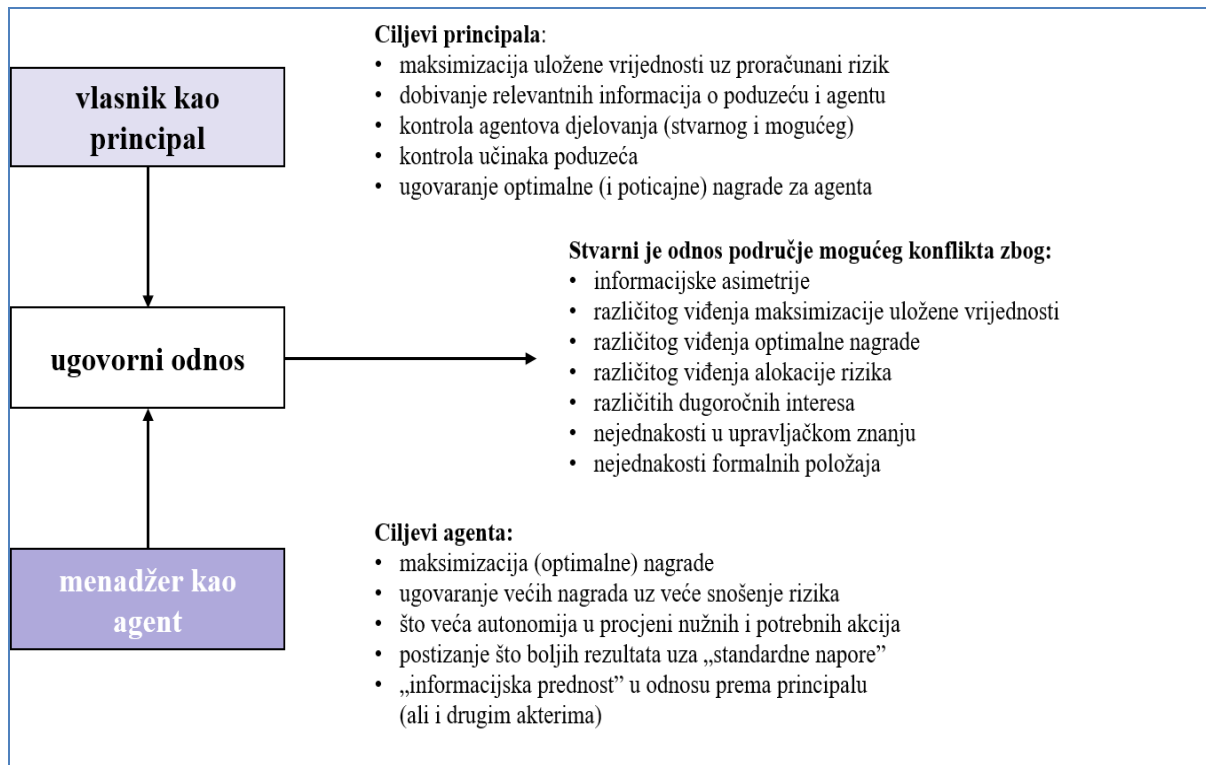 vlasnik kao
principal
Ciljevi principala:
• maksimizacija uložene vrijednosti uz proračunani rizik
• dobivanje relevantnih informacija o poduzeću i agentu
• kontrola agentova djelovanja (stvarnog i mogućeg)
• kontrola učinaka poduzeća
• ugovaranje optimalne (i poticajne) nagrade za agenta
ugovorni odnos
Stvarni je odnos područje mogućeg konflikta zbog:
• informacijske asimetrije
• različitog viđenja maksimizacije uložene vrijednosti
• različitog viđenja optimalne nagrade
• različitog viđenja alokacije rizika
• različitih dugoročnih interesa
• nejednakosti u upravljačkom znanju
• nejednakosti formalnih položaja
menadžer kao
agent
Ciljevi agenta:
• maksimizacija (optimalne) nagrade
• ugovaranje većih nagrada uz veće snošenje rizika
• što veća autonomija u procjeni nužnih i potrebnih akcija
• postizanje što boljih rezultata uza „standardne napore”
• „informacijska prednost” u odnosu prema principalu
(ali i drugim akterima)